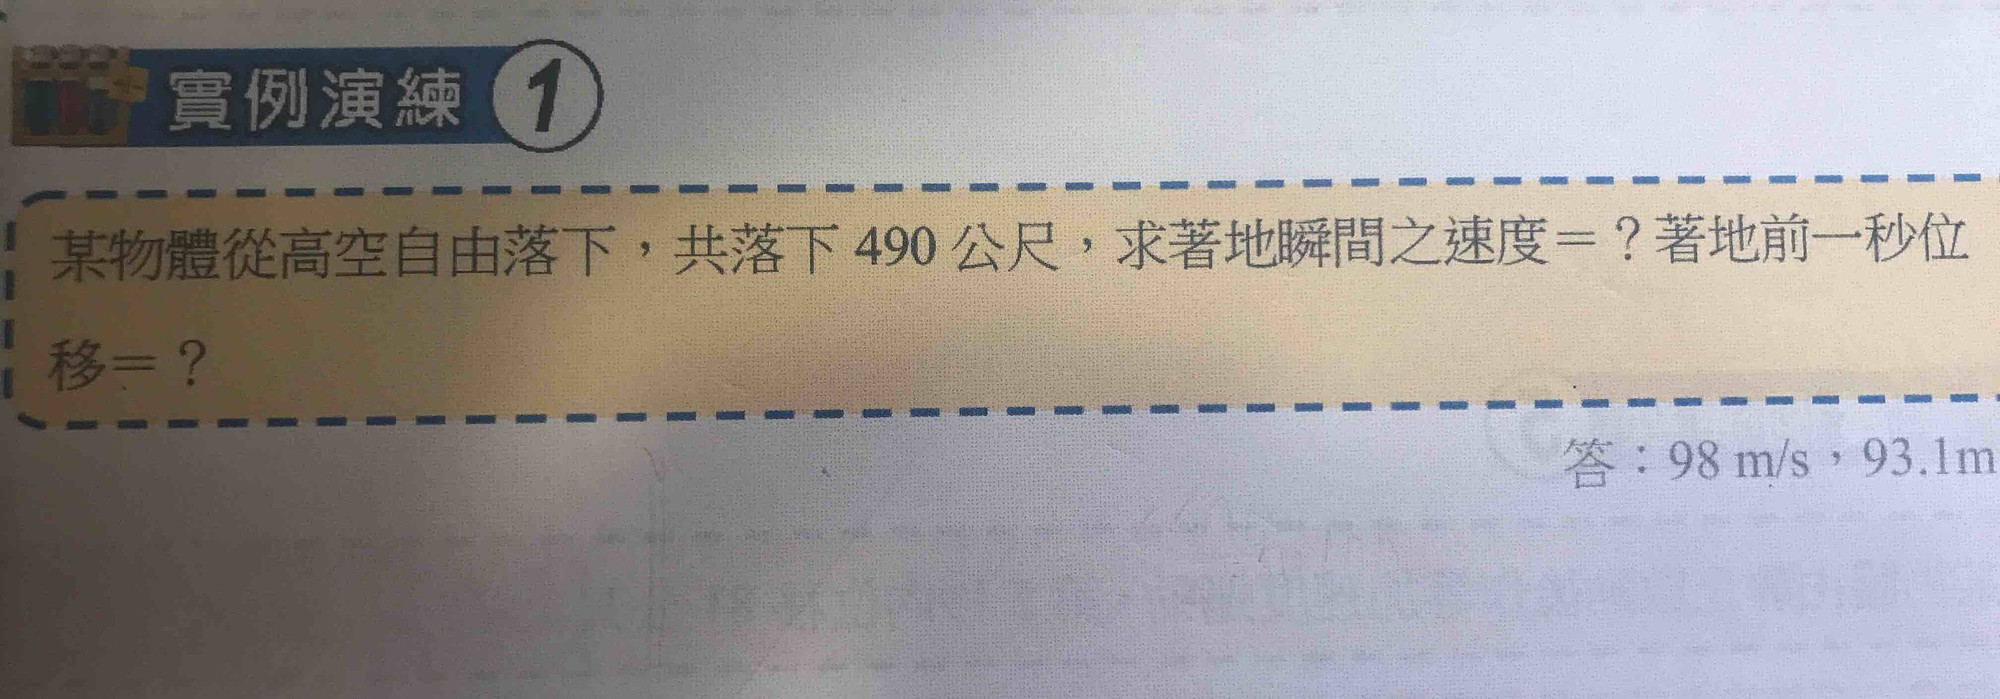 實例演練 1
某物體從高空自由落下，共落下 490 公尺，求著地瞬間之速度＝？著地前一秒位
移＝？
答：98 m/s，93.1m